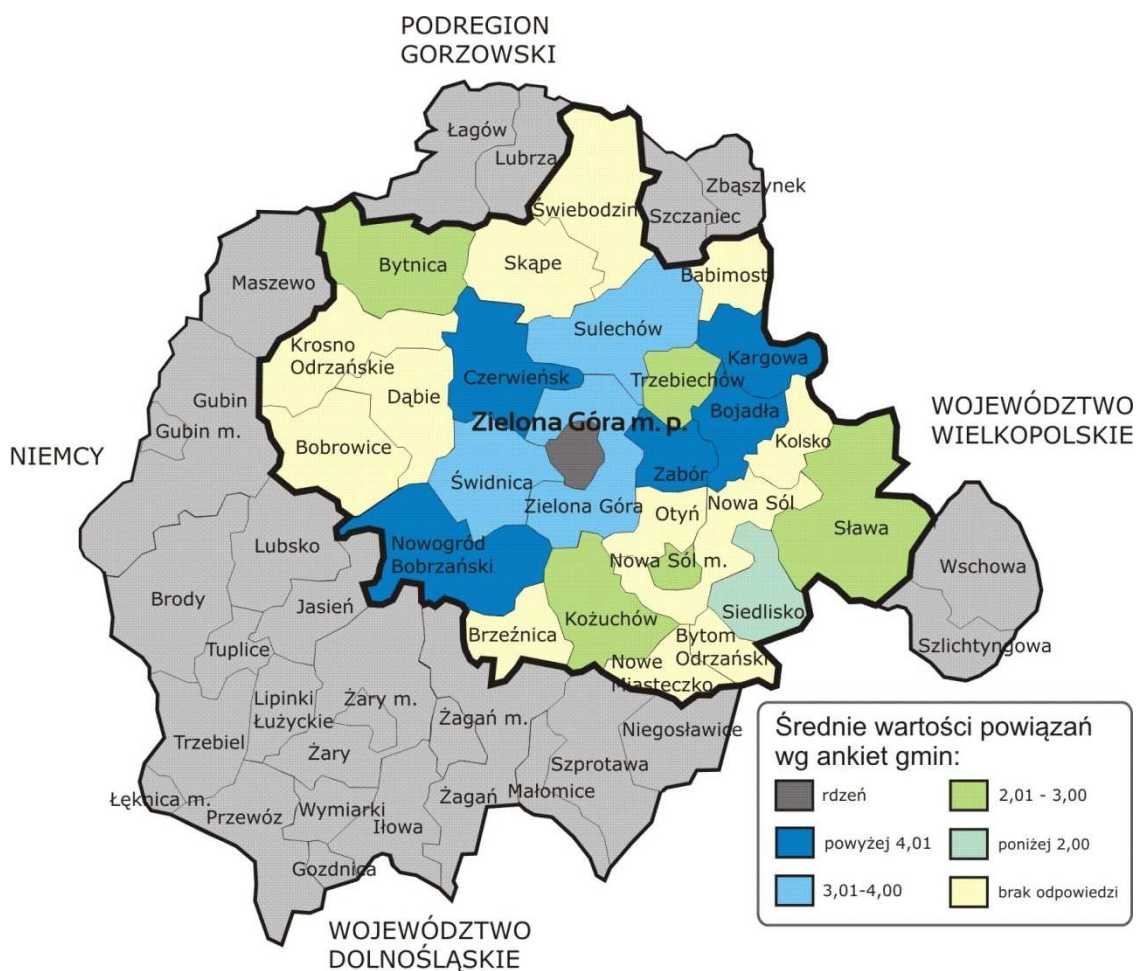 PODREGION
GORZOWSKI
Łagów
Lubrza
Zbąszynek
Świebodzin
Szczaniec
Skąpe
Bytnica
Babimost
Maszewo
Sulechów
Krosno
Odrzańskie
Kargowa
Trzebiechów
Czerwieńsk
Dąbie
Gubin
Bojadła
WOJEWÓDZTWO
WIELKOPOLSKIE
Zielona Góra m. p.
Gubin m.
Kolsko
Bobrowice
NIEMCY
Zabór
Świdnica
Zielona Góra
Nowa Sól
Otyń
Sława
Lubsko
Nowogród
Bobrzański
Nowa Sól m.
Wschowa
Brody
Jasień
Siedlisko
Kożuchów
Brzeźnica
Bytom
Odrzański
Szlichtyngowa
Tuplice
Nowe
Miasteczko
Lipinki
Łużyckie
Żary m.
Żagań m.
Niegosławice
Trzebiel
Żary
Szprotawa
Łęknica m.
Przewóz
Wymiarki
Iłowa
Żagań
Małomice
Gozdnica
WOJEWÓDZTWO
DOLNOŚLĄSKIE
Średnie wartości powiązań
wg ankiet gmin:
rdzeń
2,01 - 3,00
powyżej 4,01
poniżej 2,00
3,01-4,00
brak odpowiedzi